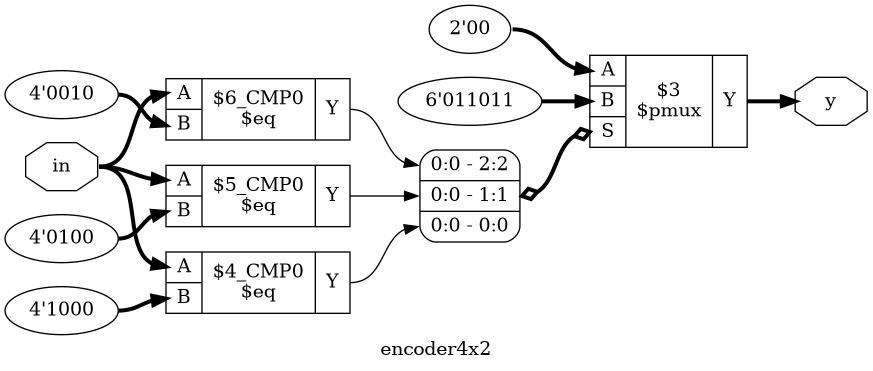 2'00
A
$3
B
$pmux
Y
S
6'011011
y
4'0010
A
$6_CMP0
B
$eq
Y
in
A
$5_CMP0
B
$eq
Y
4'0100
A
$4_CMP0
B
$eq
Y
4'1000
0:0 - 2:2
0:0 - 1:1
0:0 - 0:0
encoder4x2